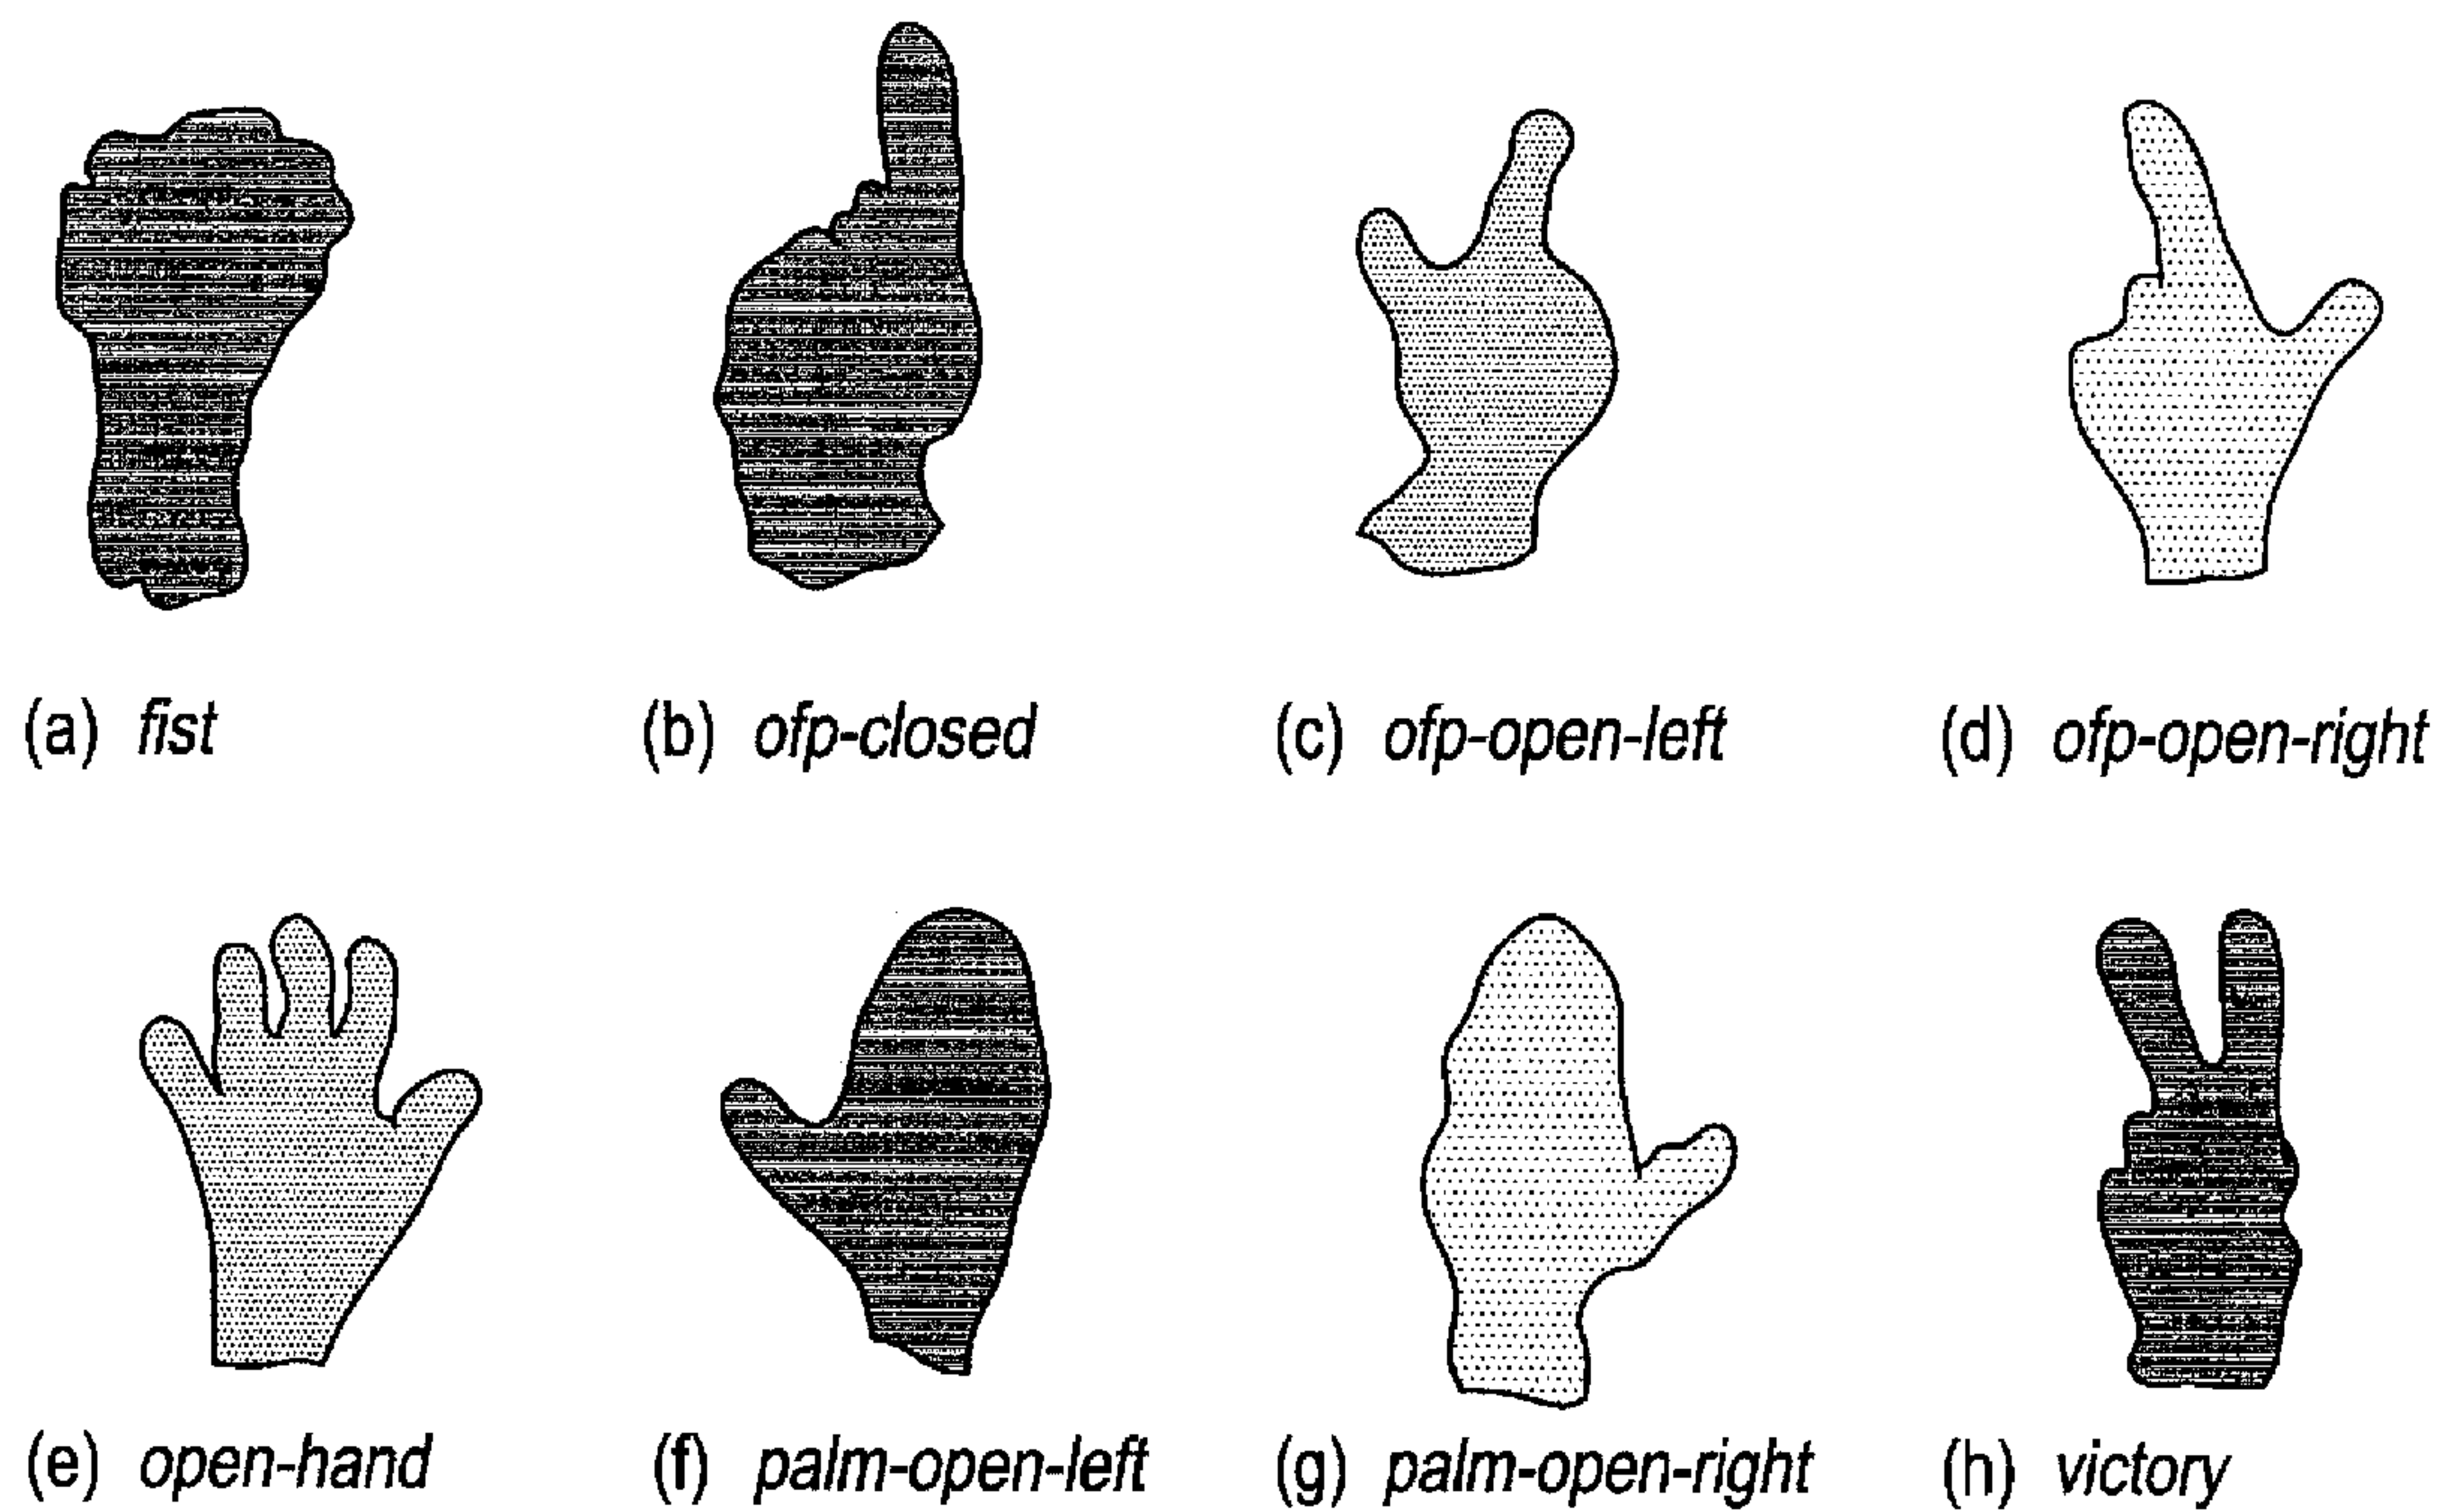 (a) fist (b) ofp-closed (c) ofp-open-left (d) ofp-open-right
(e) open-hand (f) palm-open-left (g) palm-open-right (h) victory